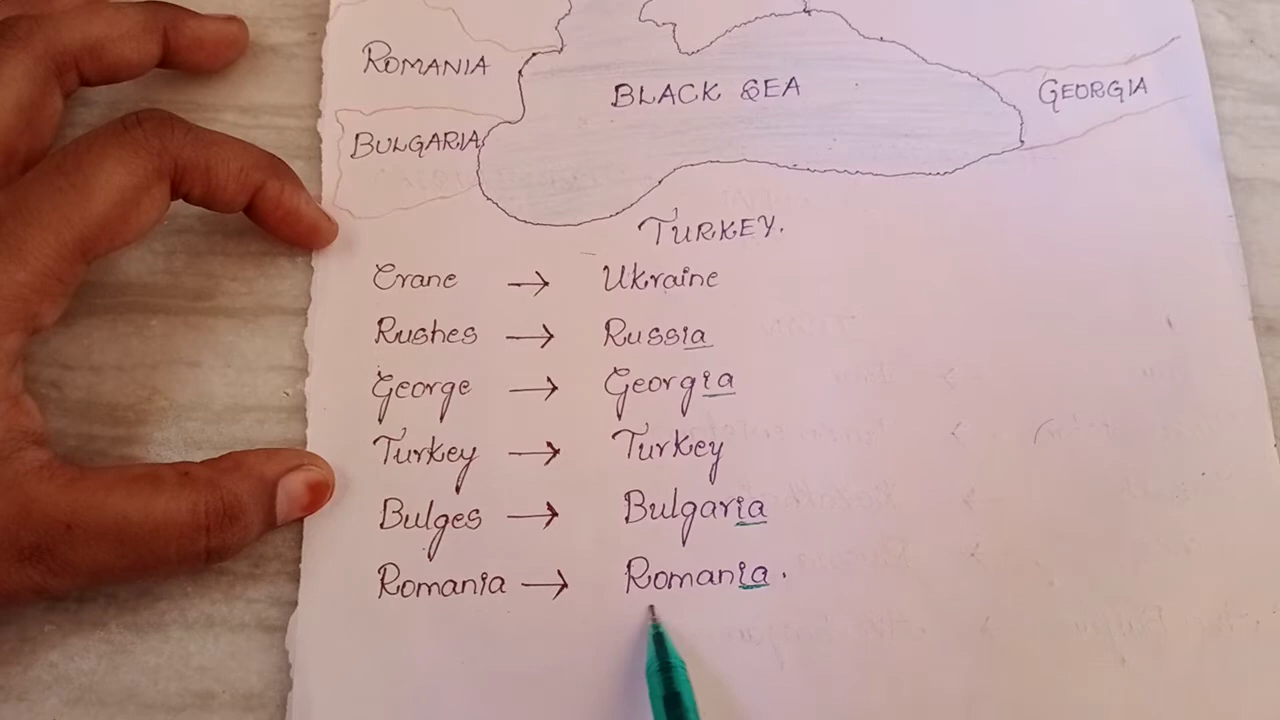 ROMANIA
BLACK SEA
GEORGIA
BULGARIA
TURKEY.
Crane → Ukraine
Rushes → Russia
George → Georgia
Turkey → Turkey
Bulges → Bulgaria
Romania → Romania.